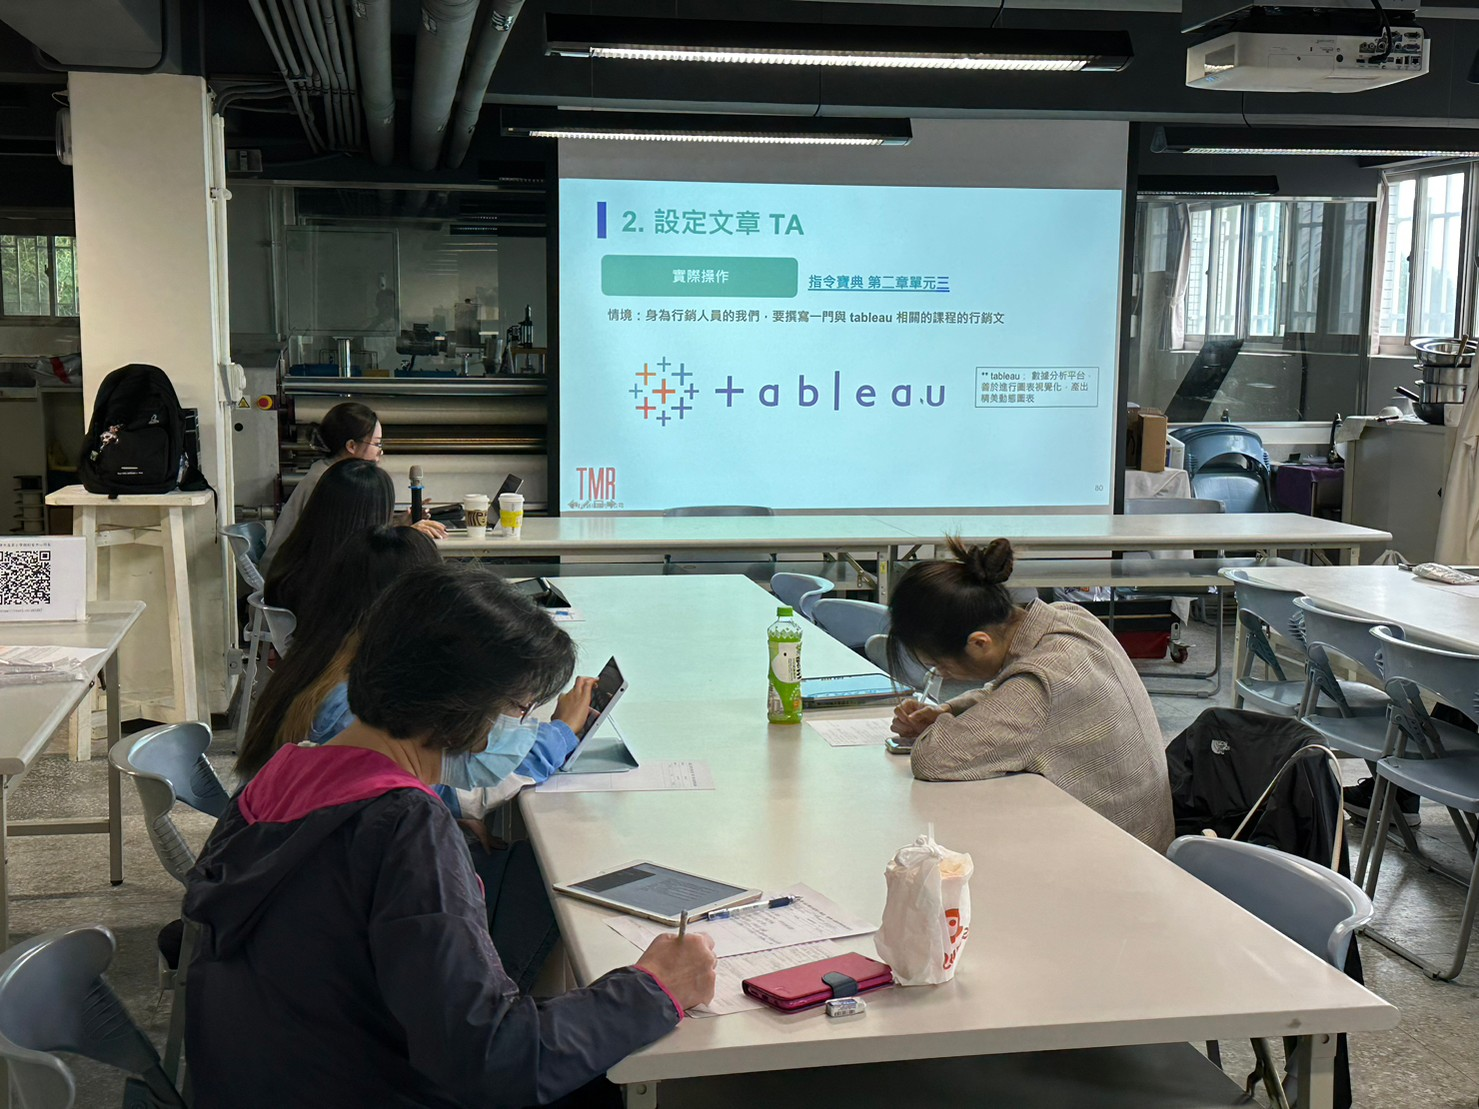 2. 設定文章 TA
實際操作
指令寶典 第二章單元三
情境：身為行銷人員的我們，要撰寫一門與 tableau 相關的課程的行銷文
+ableau
** tableau： 數據分析平台，
善於進行圖表視覺化，產出
精美動態圖表
TMR
80